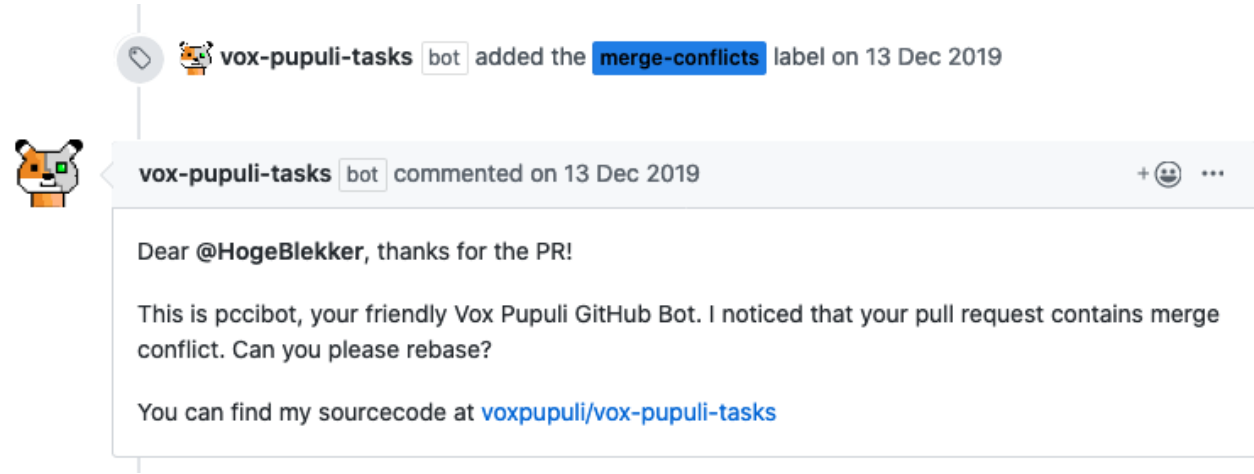 vox-pupuli-tasks bot added the merge-conflicts label on 13 Dec 2019
vox-pupuli-tasks bot commented on 13 Dec 2019
Dear @HogeBlekker, thanks for the PR!
This is pccibot, your friendly Vox Pupuli GitHub Bot. I noticed that your pull request contains merge
conflict. Can you please rebase?
You can find my sourcecode at voxpupuli/vox-pupuli-tasks